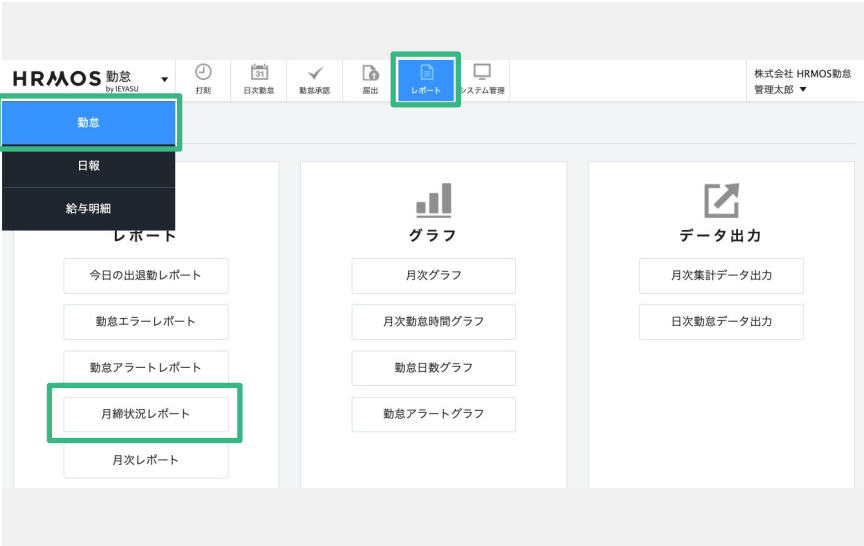 HRMOS 勤怠
by IEYASU
打刻
31
日次勤怠
勤怠承認
届出
レポート
システム管理
株式会社 HRMOS勤怠
管理太郎 ▼
勤怠
日報
給与明細
レポート
今日の出退勤レポート
勤怠エラーレポート
勤怠アラートレポート
月締状況レポート
月次レポート
グラフ
月次グラフ
月次勤怠時間グラフ
勤怠日数グラフ
勤怠アラートグラフ
データ出力
月次集計データ出力
日次勤怠データ出力